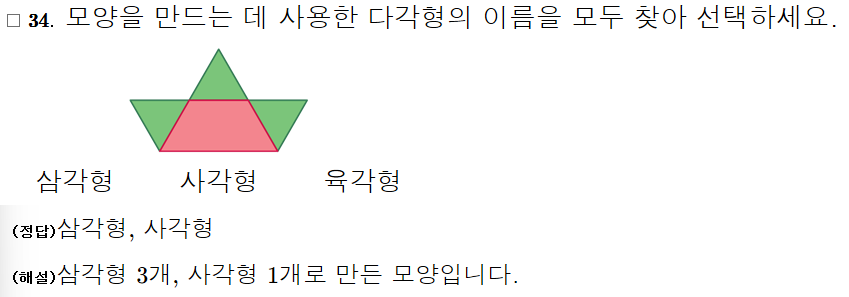 □ 34. 모양을 만드는 데 사용한 다각형의 이름을 모두 찾아 선택하세요.
삼각형 사각형 육각형
(정답)삼각형, 사각형
(해설)삼각형 3개, 사각형 1개로 만든 모양입니다.